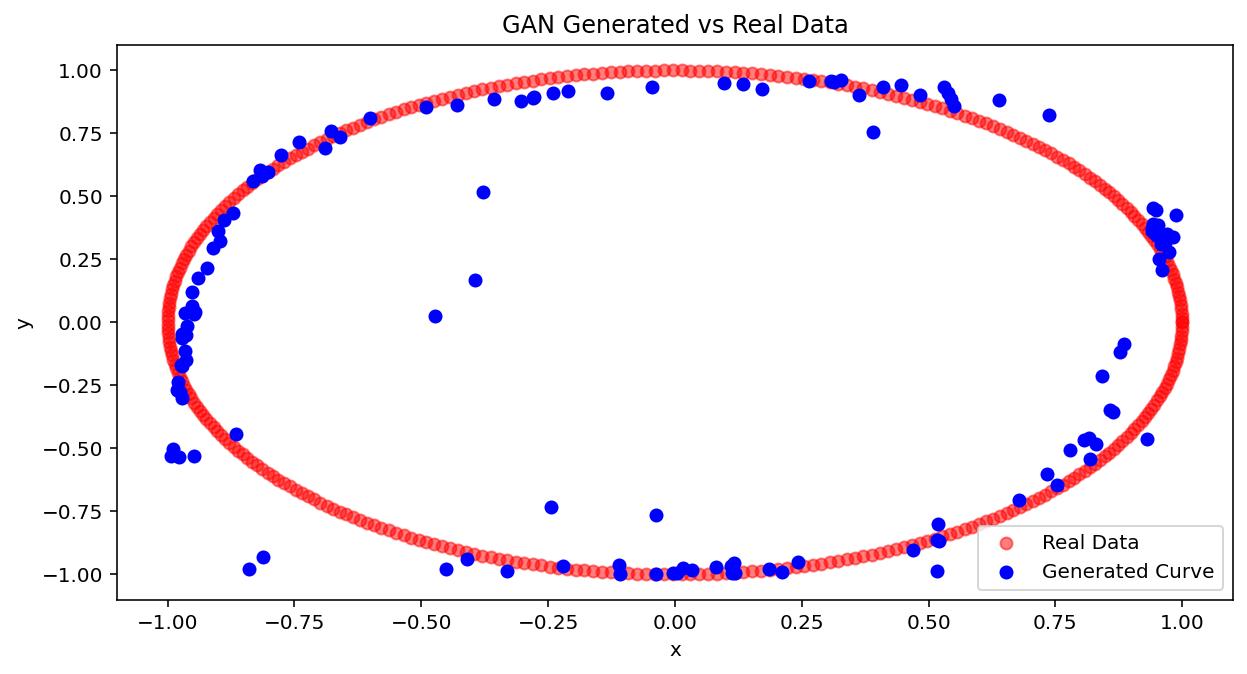 GAN Generated vs Real Data
1.00
0.75
0.50
0.25
0.00
−0.25
−0.50
−0.75
−1.00
y
Real Data
Generated Curve
−1.00 −0.75 −0.50 −0.25 0.00 0.25 0.50 0.75 1.00
x